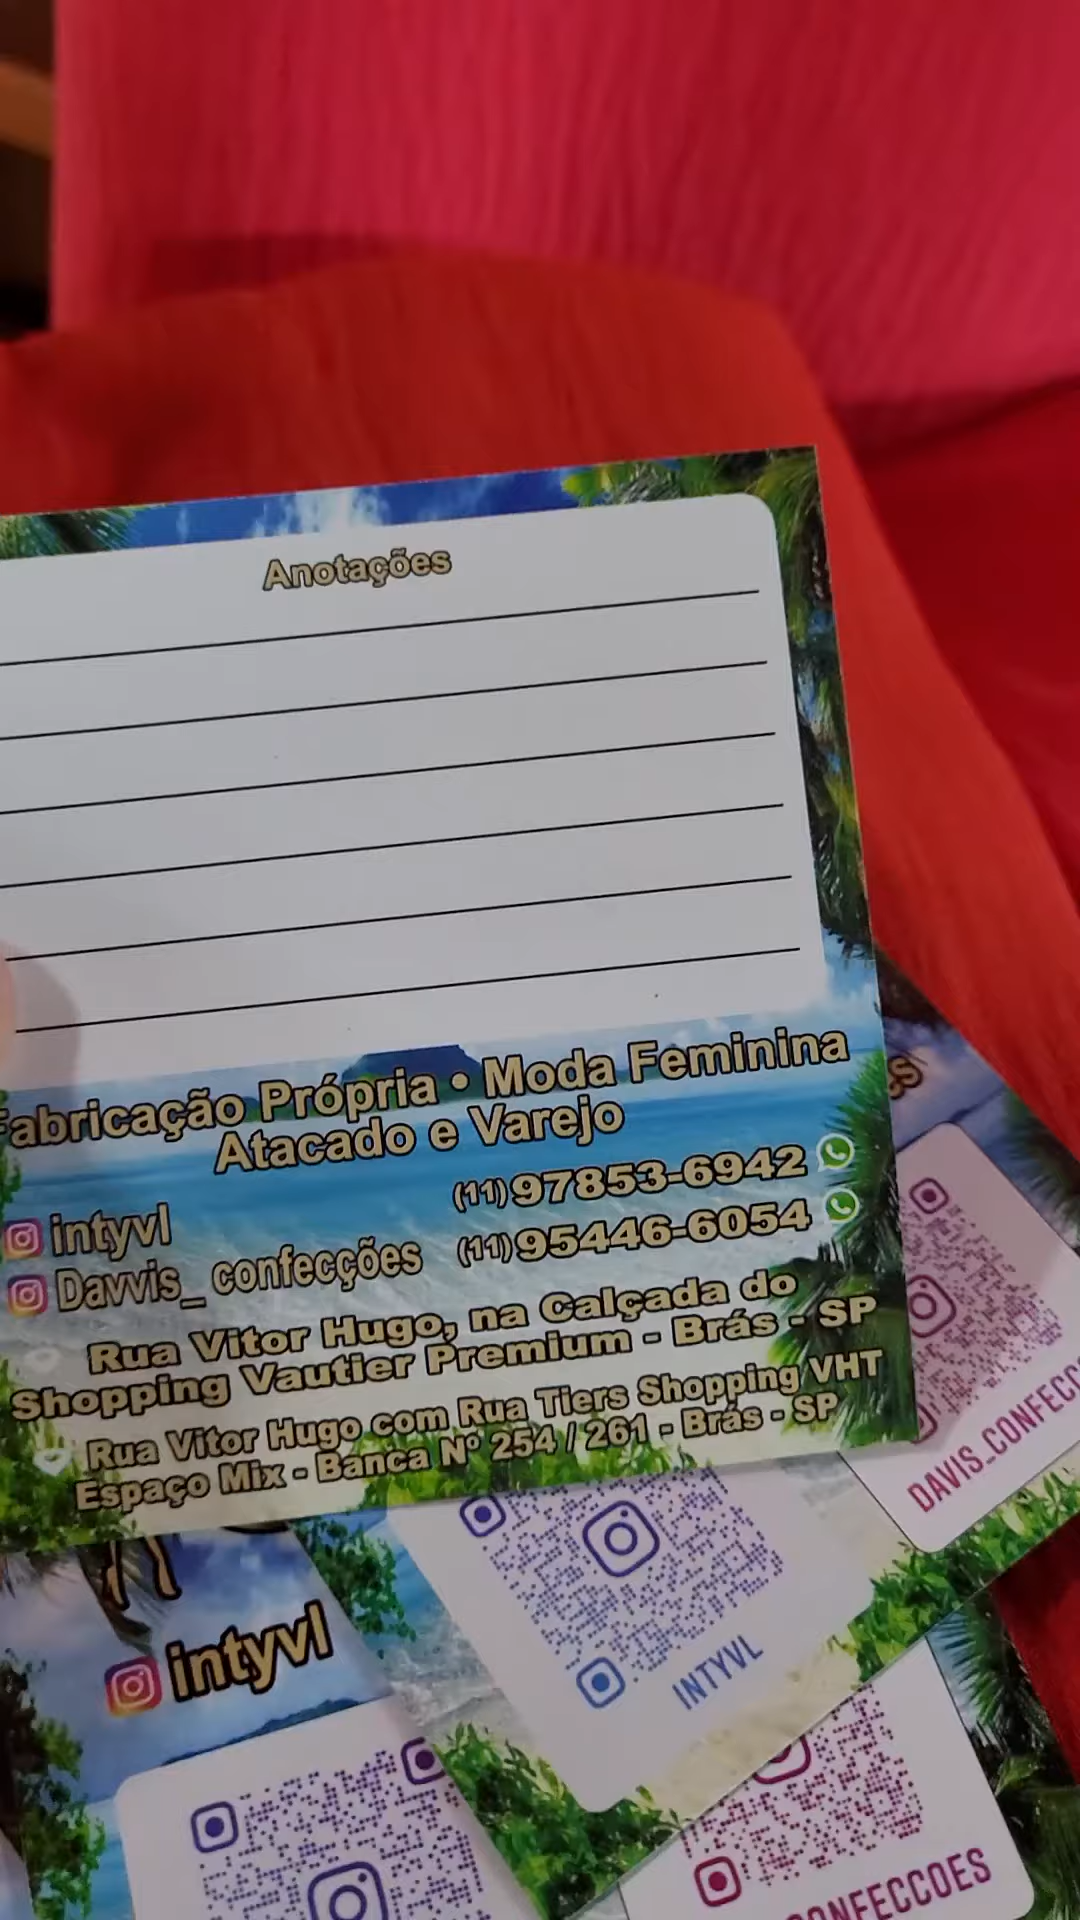 Anotações
Fabricação Própria • Moda Feminina
Atacado e Varejo
(11) 97853-6942
(11) 95446-6054
intyvl
Davvis_ confecções
Rua Vitor Hugo, na Calçada do
Shopping Vautier Premium - Brás - SP
Rua Vitor Hugo com Rua Tiers Shopping VHT
Espaço Mix - Banca Nº 254 / 261 - Brás - SP
DAVIS_CONFECC
intyvl
INTYVL
ONFECCOES